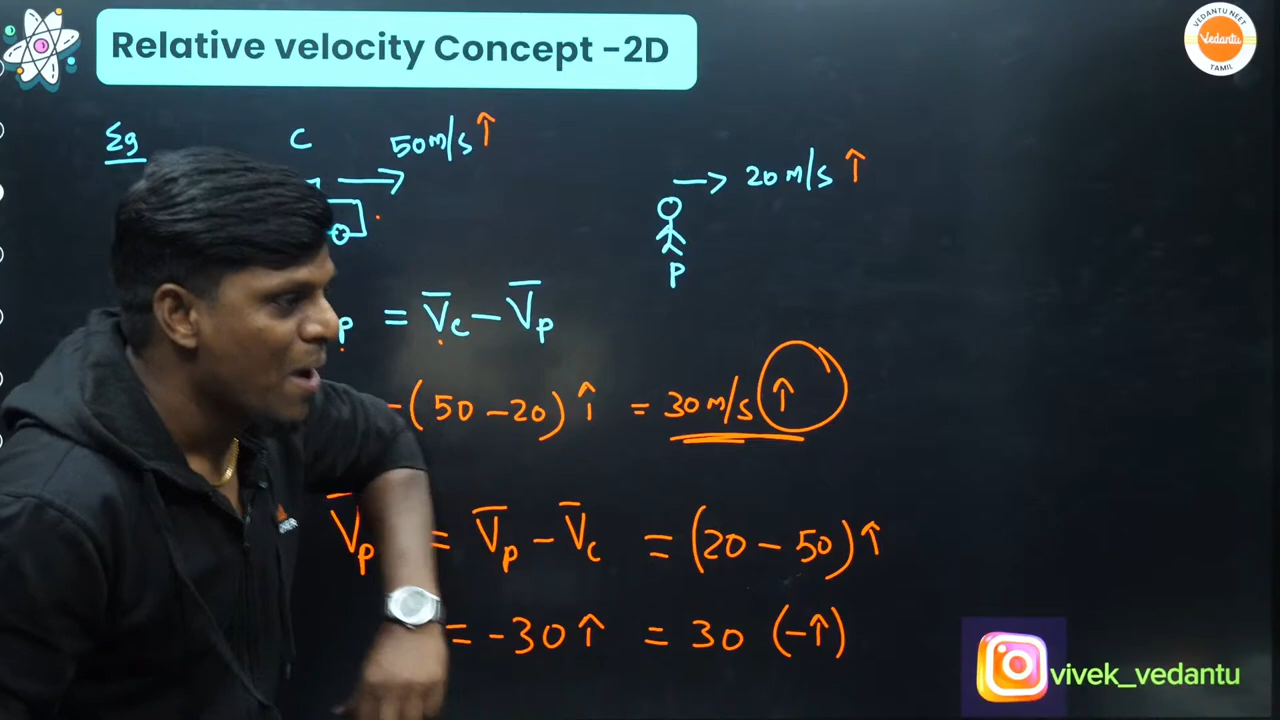 Relative velocity Concept -2D
VEDANTU NEET
Vedantu
TAMIL
Eg
C
50 m/s ↑
20 m/s ↑
P
p = V̅c - V̅p
(50 - 20) î = 30 m/s (î)
V̅p = V̅p - V̅c = (20 - 50) î
= -30 î = 30 (-î)
vivek_vedantu